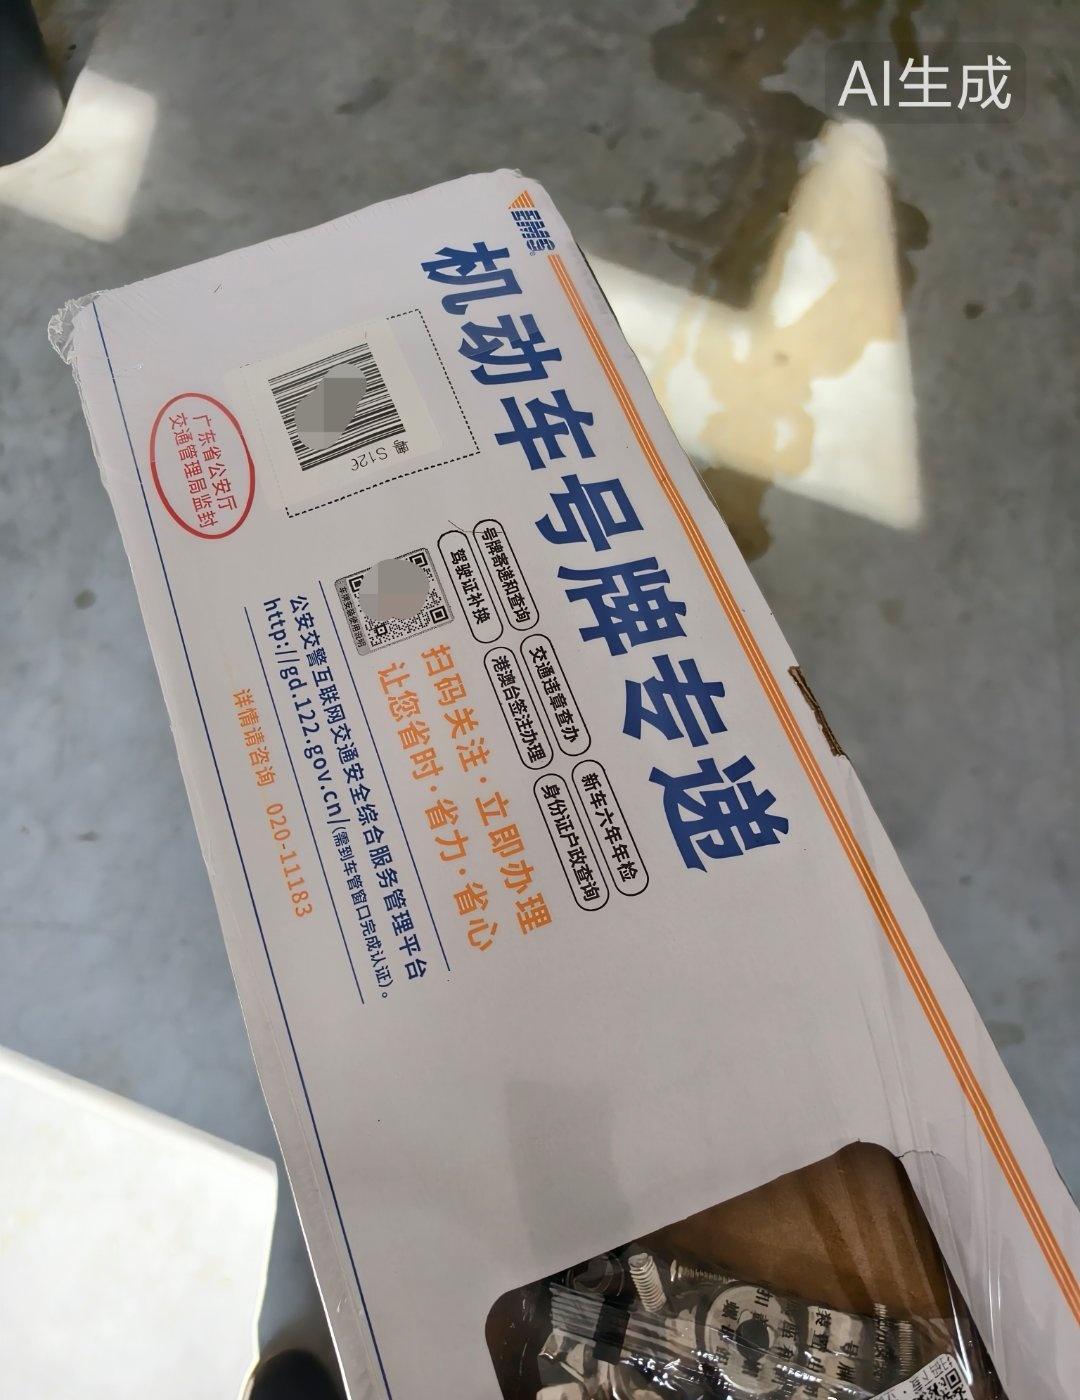 AI生成
EMS
机动车号牌专递
S126
广东省公安厅
交通管理局监封
号牌寄递和查询
交通违章查办
新车六年年检
驾驶证补换
港澳台签注办理
身份证户政查询
扫码关注·立即办理
让您省时·省力·省心
公安交警互联网交通安全综合服务管理平台
http://gd.122.gov.cn/(需到车管窗口完成认证)。
详情请咨询 020-11183